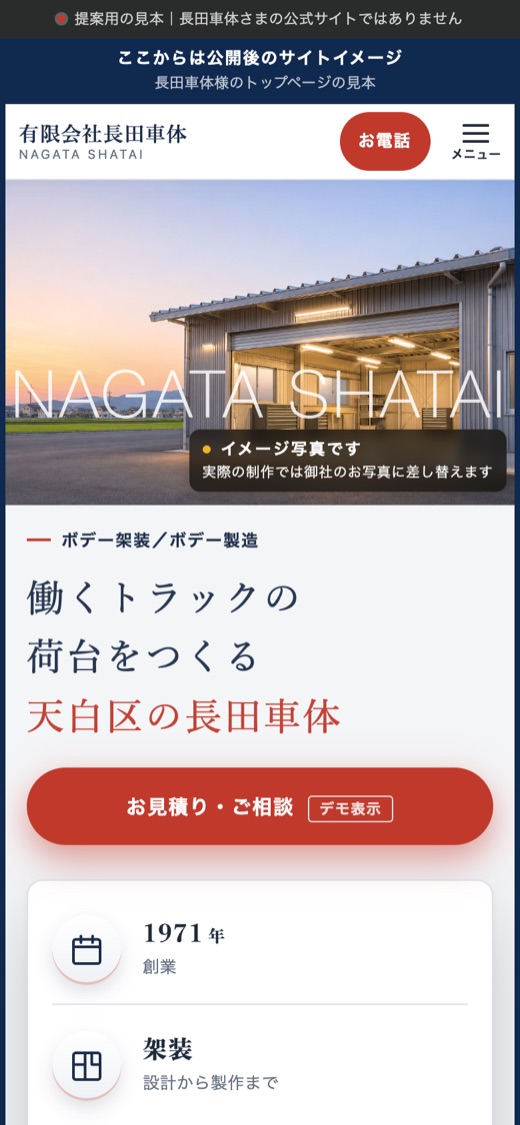 提案用の見本｜長田車体さまの公式サイトではありません
ここからは公開後のサイトイメージ
長田車体様のトップページの見本
有限会社長田車体
NAGATA SHATAI
お電話
メニュー
NAGATA SHATAI
イメージ写真です
実際の制作では御社のお写真に差し替えます
ボデー架装／ボデー製造
働くトラックの
荷台をつくる
天白区の長田車体
お見積り・ご相談 デモ表示
1971年
創業
架装
設計から製作まで